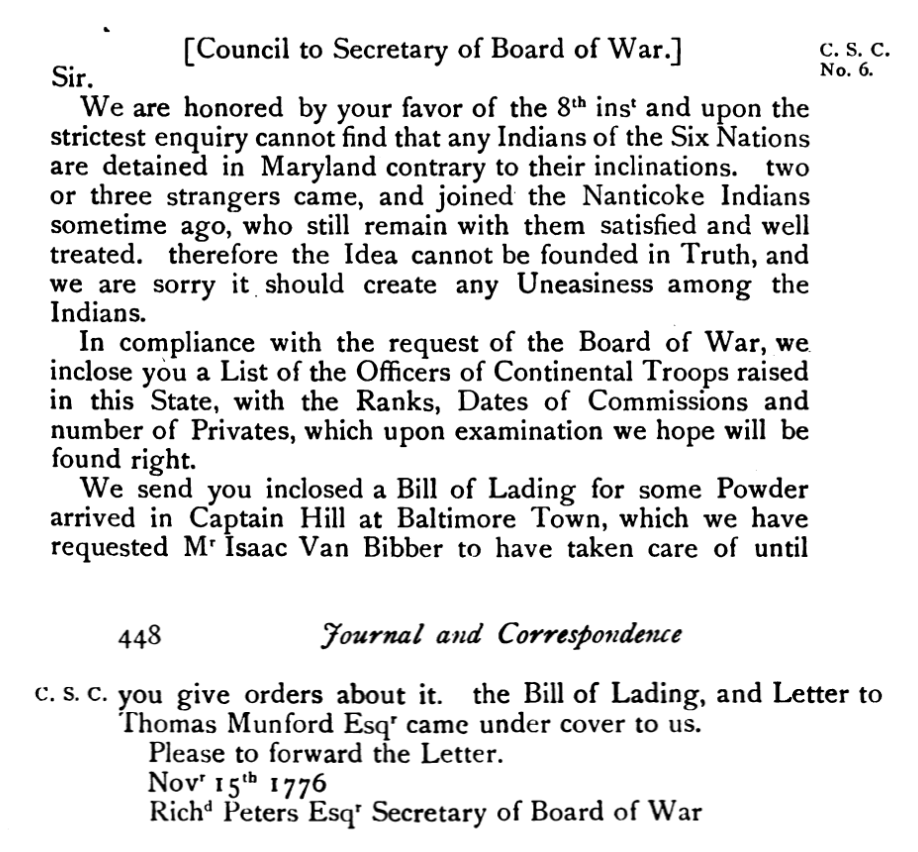 [Council to Secretary of Board of War.] C. S. C.
Sir. No. 6.
We are honored by your favor of the 8th inst and upon the
strictest enquiry cannot find that any Indians of the Six Nations
are detained in Maryland contrary to their inclinations. two
or three strangers came, and joined the Nanticoke Indians
sometime ago, who still remain with them satisfied and well
treated. therefore the Idea cannot be founded in Truth, and
we are sorry it should create any Uneasiness among the
Indians.
In compliance with the request of the Board of War, we
inclose you a List of the Officers of Continental Troops raised
in this State, with the Ranks, Dates of Commissions and
number of Privates, which upon examination we hope will be
found right.
We send you inclosed a Bill of Lading for some Powder
arrived in Captain Hill at Baltimore Town, which we have
requested Mr Isaac Van Bibber to have taken care of until
448 Journal and Correspondence
C. S. C. you give orders about it. the Bill of Lading, and Letter to
Thomas Munford Esqr came under cover to us.
Please to forward the Letter.
Novr 15th 1776
Richd Peters Esqr Secretary of Board of War